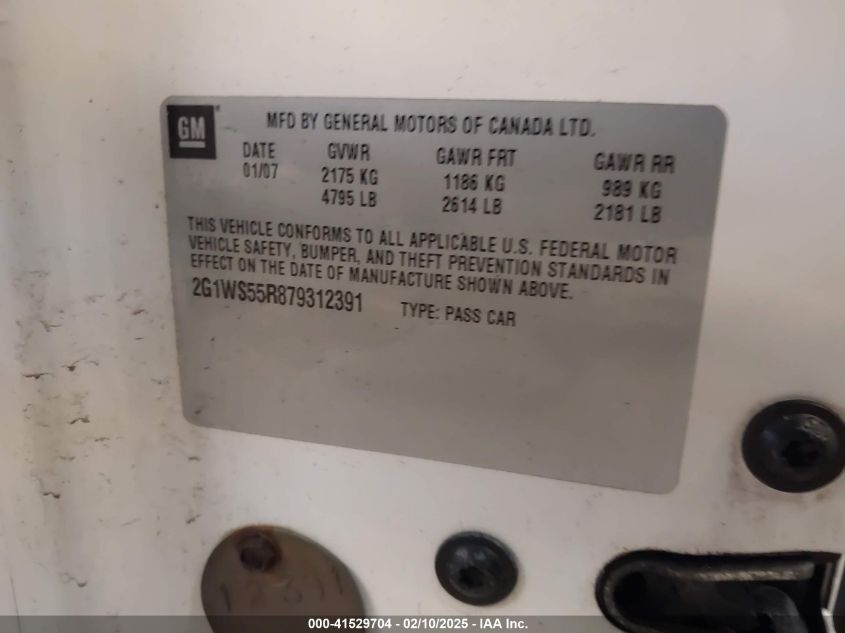 GM
MFD BY GENERAL MOTORS OF CANADA LTD.
DATE GVWR GAWR FRT GAWR RR
01/07 2175 KG 1186 KG 989 KG
4795 LB 2614 LB 2181 LB
THIS VEHICLE CONFORMS TO ALL APPLICABLE U.S. FEDERAL MOTOR
VEHICLE SAFETY, BUMPER, AND THEFT PREVENTION STANDARDS IN
EFFECT ON THE DATE OF MANUFACTURE SHOWN ABOVE.
2G1WS55R879312391 TYPE: PASS CAR
000-41529704 - 02/10/2025 - IAA Inc.